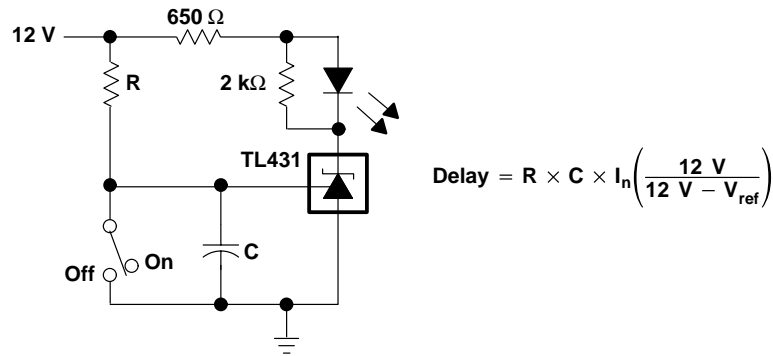 650 Ω
12 V
R
2 kΩ
TL431
Delay = R × C × In(12 V / 12 V − Vref)
On
Off
C